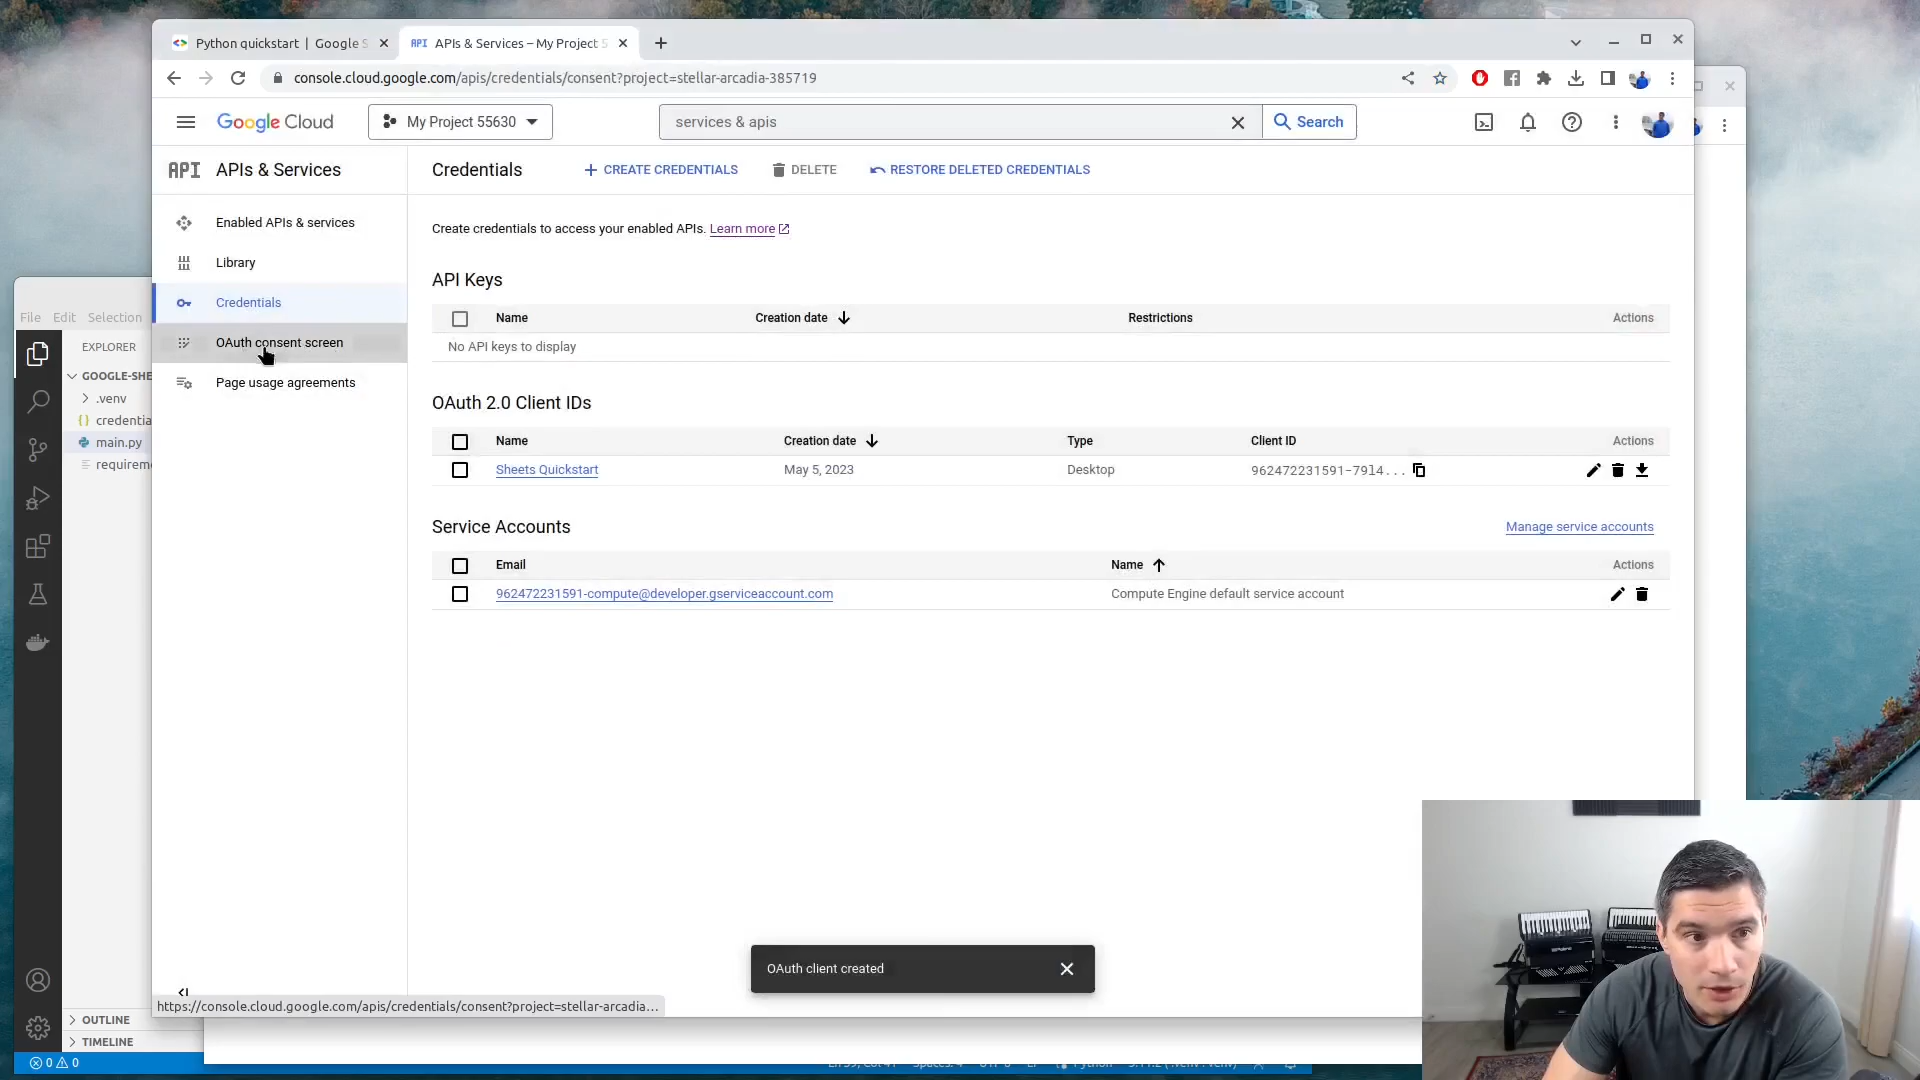 Python quickstart | Google S
API APIs & Services – My Project 5
console.cloud.google.com/apis/credentials/consent?project=stellar-arcadia-385719
Google Cloud
My Project 55630
services & apis
Search
API APIs & Services
Credentials
CREATE CREDENTIALS
DELETE
RESTORE DELETED CREDENTIALS
Enabled APIs & services
Library
Credentials
OAuth consent screen
Page usage agreements
Create credentials to access your enabled APIs. Learn more
API Keys
Name Creation date Restrictions Actions
No API keys to display
OAuth 2.0 Client IDs
Name Creation date Type Client ID Actions
Sheets Quickstart May 5, 2023 Desktop 962472231591-79l4...
Service Accounts
Manage service accounts
Email Name Actions
962472231591-compute@developer.gserviceaccount.com Compute Engine default service account
OAuth client created
https://console.cloud.google.com/apis/credentials/consent?project=stellar-arcadia...
File Edit Selection
EXPLORER
GOOGLE-SHE
.venv
credentia
main.py
requirem
OUTLINE
TIMELINE
0 0